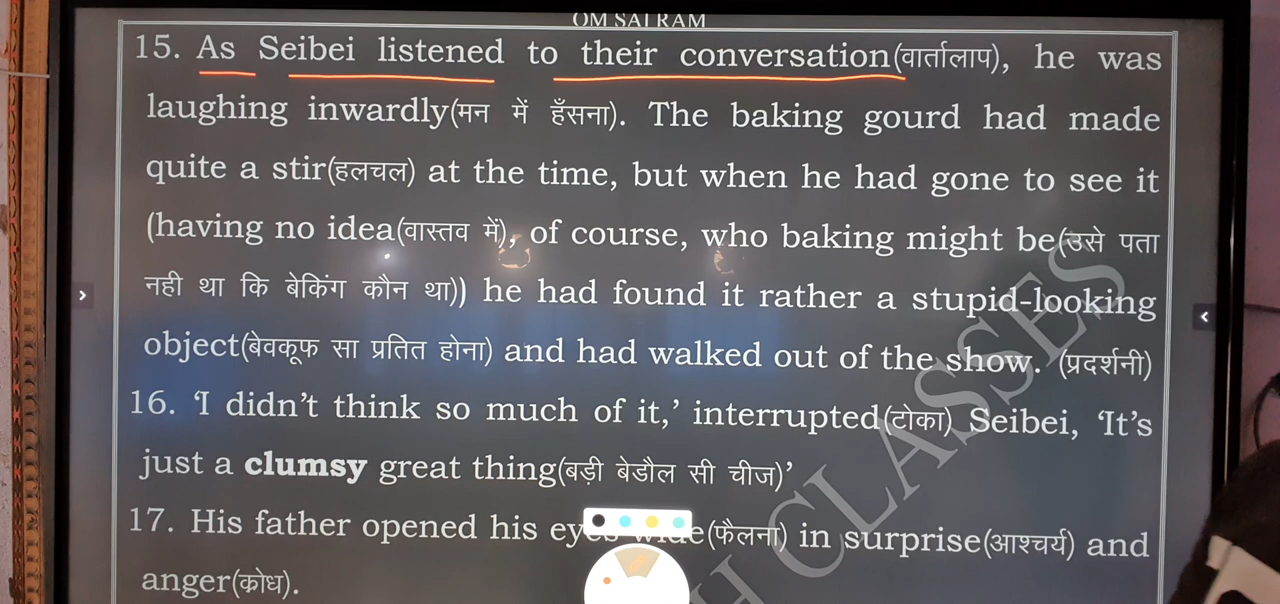 OM SAI RAM
15. As Seibei listened to their conversation(वार्तालाप), he was
laughing inwardly(मन में हँसना). The baking gourd had made
quite a stir(हलचल) at the time, but when he had gone to see it
(having no idea(वास्तव में), of course, who baking might be(उसे पता
नही था कि बेकिंग कौन था)) he had found it rather a stupid-looking
object(बेवकूफ सा प्रतित होना) and had walked out of the show. (प्रदर्शनी)
16. ‘I didn’t think so much of it,’ interrupted(टोका) Seibei, ‘It’s
just a clumsy great thing(बड़ी बेडौल सी चीज)’
17. His father opened his eyes wide(फैलना) in surprise(आश्चर्य) and
anger(क्रोध).
H CLASSES